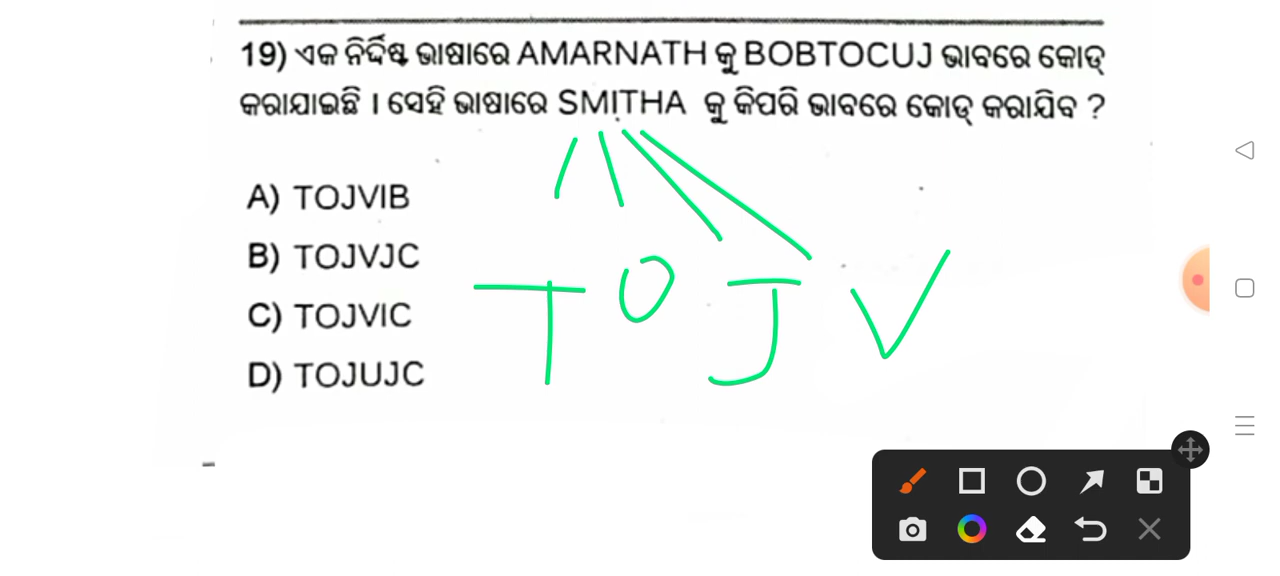 19) ଏକ ନିର୍ଦ୍ଦିଷ୍ଟ ଭାଷାରେ AMARNATH କୁ BOBTOCUJ ଭାବରେ କୋଡ୍
କରାଯାଇଛି । ସେହି ଭାଷାରେ SMITHA କୁ କିପରି ଭାବରେ କୋଡ୍ କରାଯିବ ?
A) TOJVIB
B) TOJVJC
C) TOJVIC
D) TOJUJC
T O J V